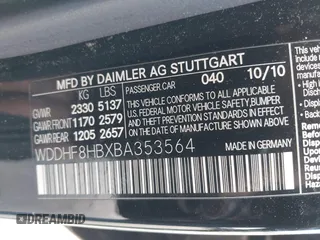 MFD BY DAIMLER AG STUTTGART
KG LBS
PASSENGER CAR 040 10/10
GVWR 2330 5137
GAWR FRONT 1170 2579
GAWR REAR 1205 2657
THIS VEHICLE CONFORMS TO ALL APPLICABLE
FEDERAL MOTOR VEHICLE SAFETY, BUMPER
AND THEFT PREVENTION STANDARDS IN
EFFECT ON THE DATE OF
MANUFACTURE SHOWN ABOVE.
WDDHF8HBXBA353564
MADE IN GERMANY
DREAMBID